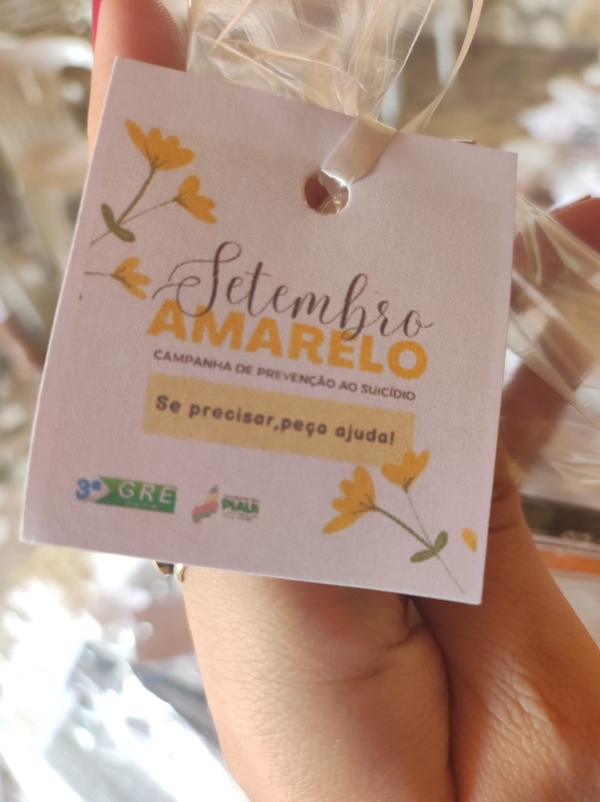 Setembro
AMARELO
CAMPANHA DE PREVENÇÃO AO SUICÍDIO
Se precisar,peça ajuda!
3ª GRE
PIAUÍ